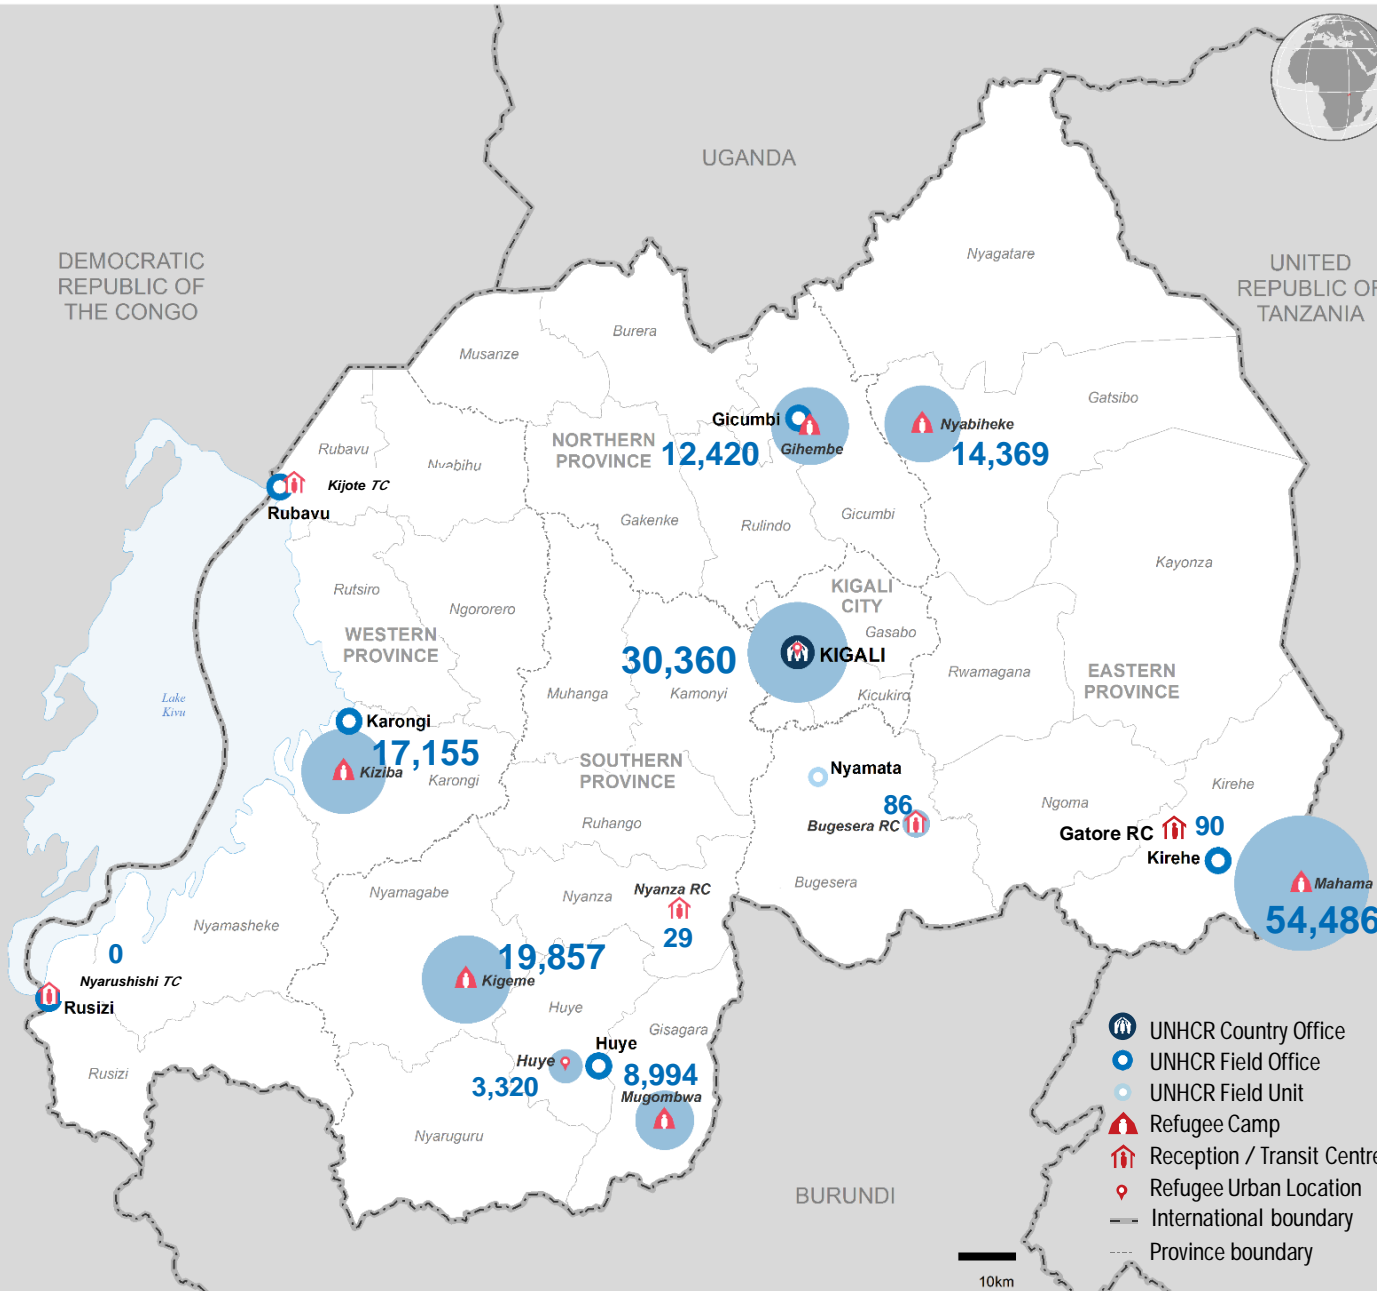 UGANDA
DEMOCRATIC
REPUBLIC OF
THE CONGO
UNITED
REPUBLIC OF
TANZANIA
Nyagatare
Burera
Musanze
Gatsibo
Gicumbi
Nyabiheke
NORTHERN
PROVINCE
12,420
Gihembe
14,369
Rubavu
Nyabihu
Kijote TC
Rubavu
Gakenke
Rulindo
Gicumbi
Kayonza
Rutsiro
Ngororero
KIGALI
CITY
Gasabo
WESTERN
PROVINCE
30,360
KIGALI
Rwamagana
EASTERN
PROVINCE
Muhanga
Kamonyi
Kicukiro
Lake
Kivu
Karongi
17,155
Kiziba
Karongi
SOUTHERN
PROVINCE
Nyamata
Kirehe
Ruhango
86
Bugesera RC
Ngoma
Gatore RC
90
Kirehe
Nyamagabe
Nyanza
Nyanza RC
Bugesera
Mahama
54,486
Nyamasheke
29
0
Nyarushishi TC
Rusizi
19,857
Kigeme
Huye
Gisagara
Huye
Huye
3,320
8,994
Mugombwa
Rusizi
Nyaruguru
BURUNDI
UNHCR Country Office
UNHCR Field Office
UNHCR Field Unit
Refugee Camp
Reception / Transit Centre
Refugee Urban Location
International boundary
Province boundary
10km